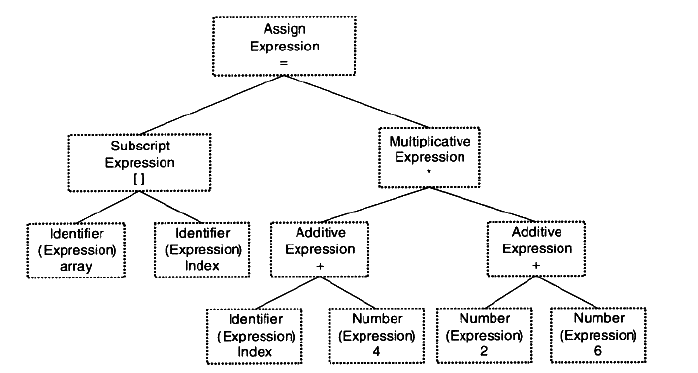 Assign
Expression
=
Subscript
Expression
[ ]
Multiplicative
Expression
*
Identifier
(Expression)
array
Identifier
(Expression)
Index
Additive
Expression
+
Additive
Expression
+
Identifier
(Expression)
Index
Number
(Expression)
4
Number
(Expression)
2
Number
(Expression)
6